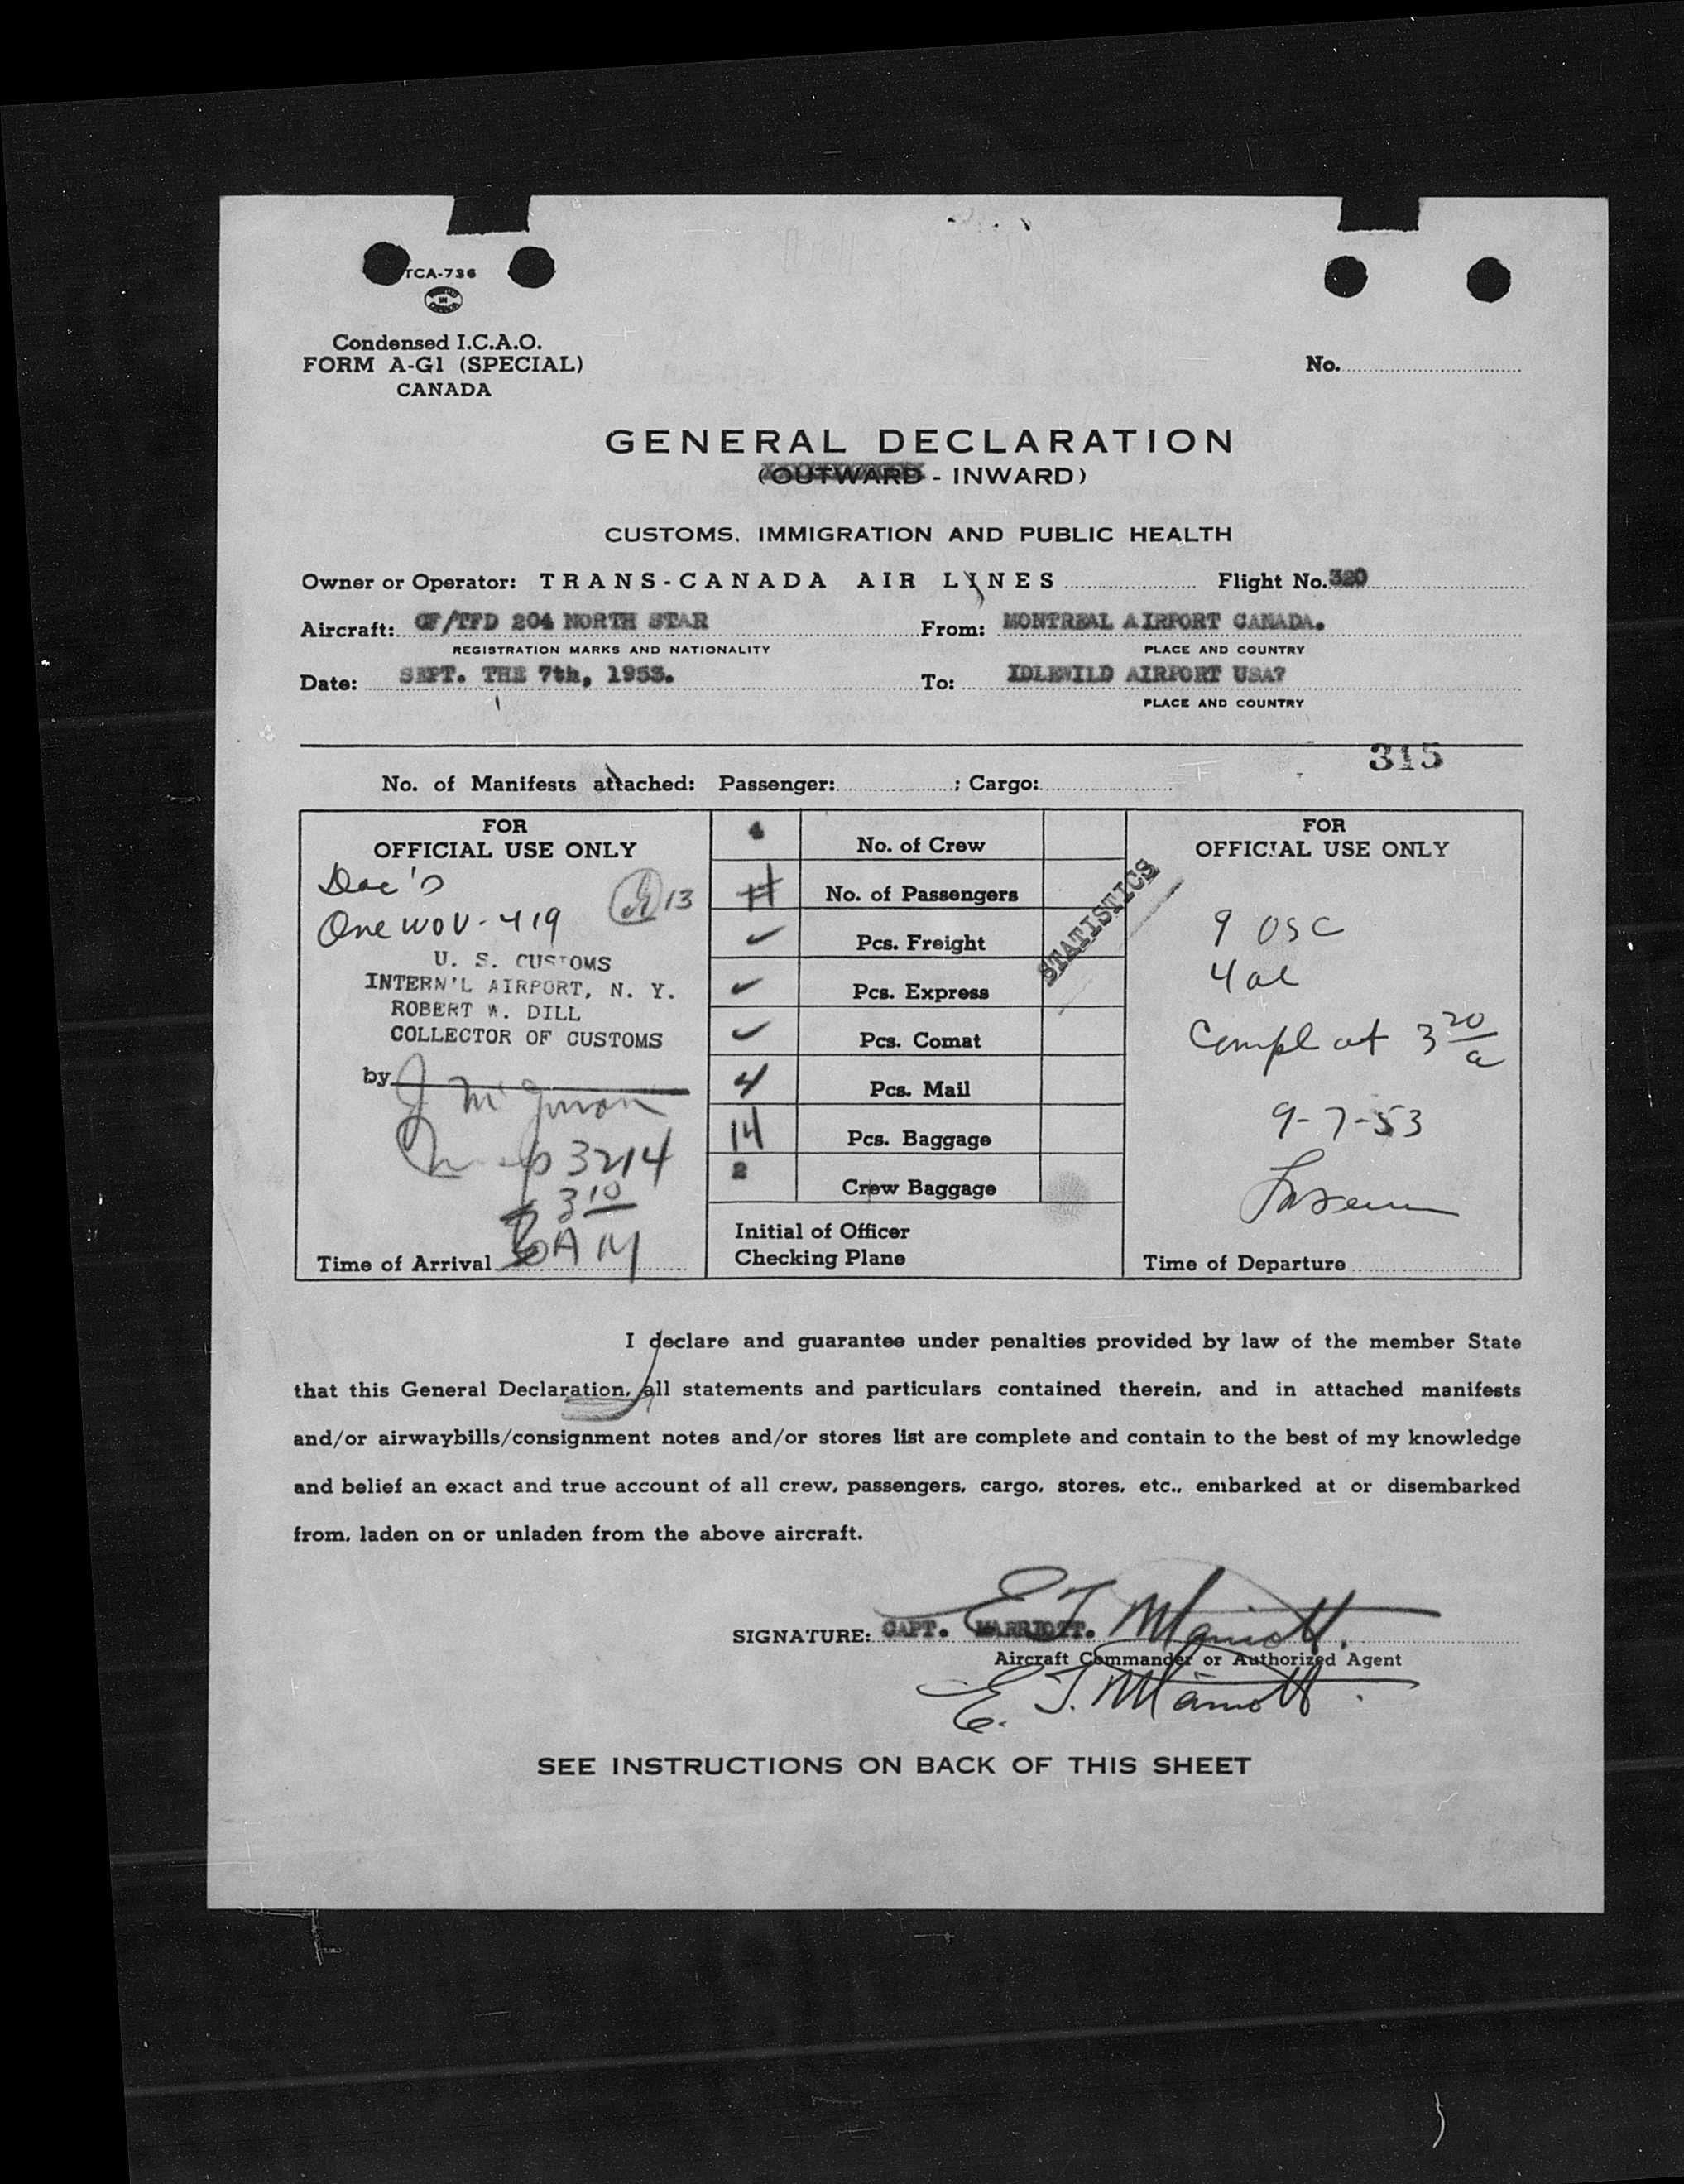 TCA-736
Condensed I.C.A.O.
FORM A-G1 (SPECIAL)
CANADA
No.
GENERAL DECLARATION
(OUTWARD - INWARD)
CUSTOMS, IMMIGRATION AND PUBLIC HEALTH
Owner or Operator: TRANS-CANADA AIR LINES Flight No. 320
Aircraft: CF/TFD 204 NORTH STAR From: MONTREAL AIRPORT CANADA.
REGISTRATION MARKS AND NATIONALITY PLACE AND COUNTRY
Date: SEPT. THE 7th, 1953. To: IDLEWILD AIRPORT USA?
PLACE AND COUNTRY
315
No. of Manifests attached: Passenger: ; Cargo:
FOR
OFFICIAL USE ONLY
Doc's
One WOV-419
13
U. S. CUSTOMS
INTERN'L AIRPORT, N. Y.
ROBERT W. DILL
COLLECTOR OF CUSTOMS
by
3214
3 10
AM
Time of Arrival
4 No. of Crew
No. of Passengers
✓ Pcs. Freight
✓ Pcs. Express
✓ Pcs. Comat
4 Pcs. Mail
14 Pcs. Baggage
2 Crew Baggage
Initial of Officer
Checking Plane
STATISTICS
FOR
OFFICIAL USE ONLY
9 OSC
4 al
Compl at 3 20 a
9-7-53
Time of Departure
I declare and guarantee under penalties provided by law of the member State
that this General Declaration, all statements and particulars contained therein, and in attached manifests
and/or airwaybills/consignment notes and/or stores list are complete and contain to the best of my knowledge
and belief an exact and true account of all crew, passengers, cargo, stores, etc., embarked at or disembarked
from, laden on or unladen from the above aircraft.
SIGNATURE: CAPT. MARRIOTT. E T Marriott.
Aircraft Commander or Authorized Agent
E. T. Marriott.
SEE INSTRUCTIONS ON BACK OF THIS SHEET